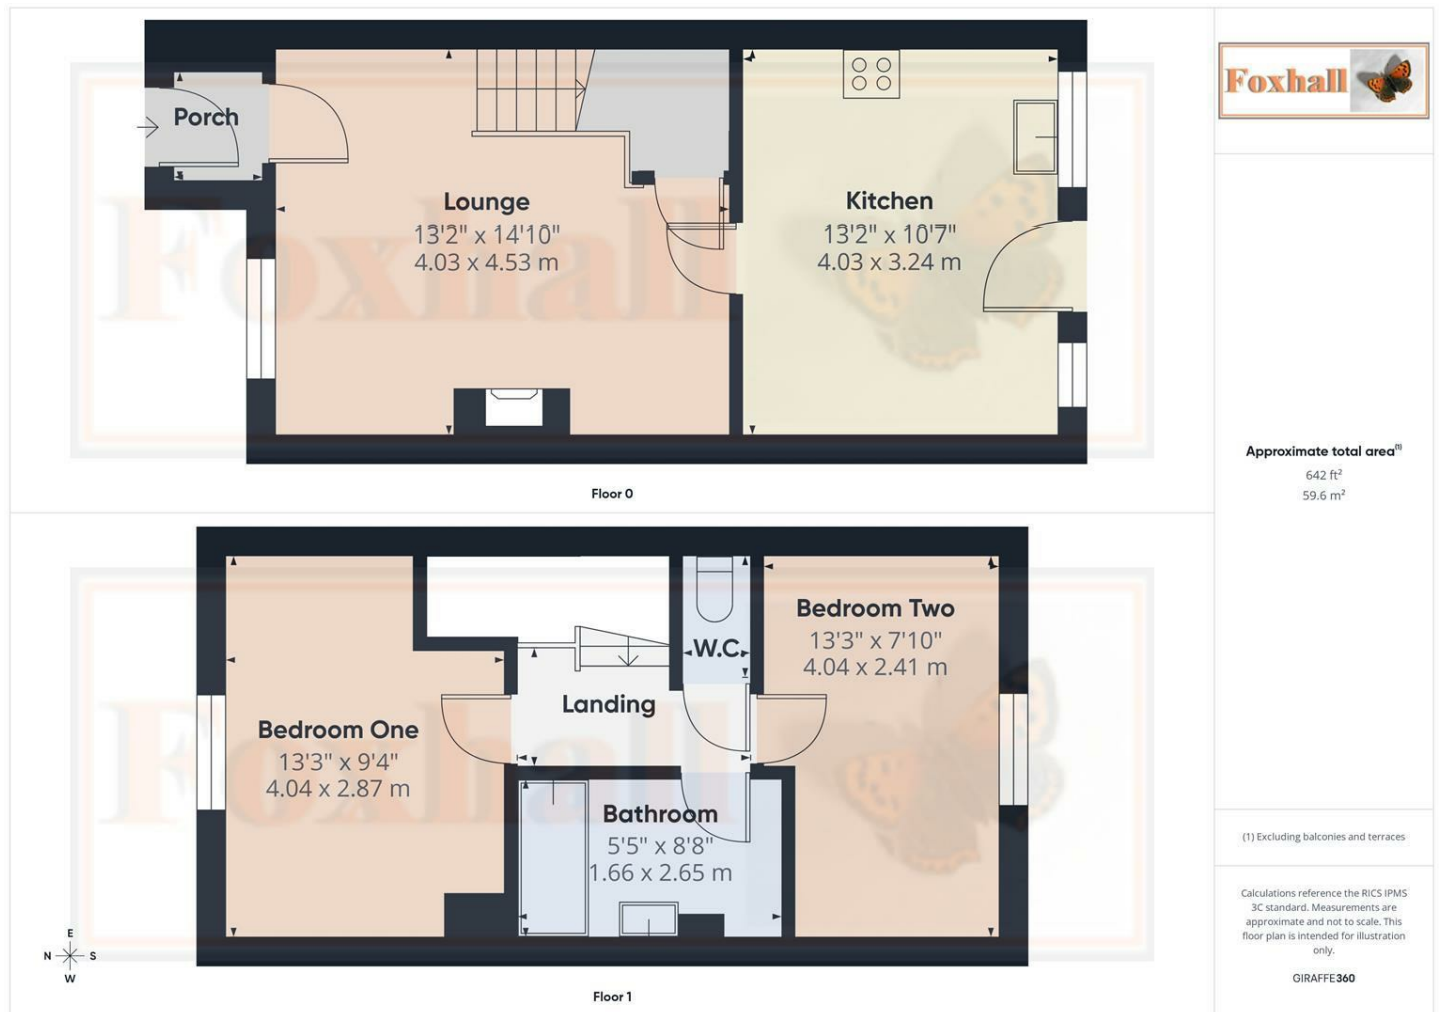 Porch
Lounge
13'2" x 14'10"
4.03 x 4.53 m
Kitchen
13'2" x 10'7"
4.03 x 3.24 m
Foxhall
Floor 0
Foxhall
Approximate total area(1)
642 ft²
59.6 m²
Bedroom One
13'3" x 9'4"
4.04 x 2.87 m
Landing
W.C.
Bedroom Two
13'3" x 7'10"
4.04 x 2.41 m
Bathroom
5'5" x 8'8"
1.66 x 2.65 m
Foxhall
E
N S
W
Floor 1
(1) Excluding balconies and terraces
Calculations reference the RICS IPMS
3C standard. Measurements are
approximate and not to scale. This
floor plan is intended for illustration
only.
GIRAFFE360